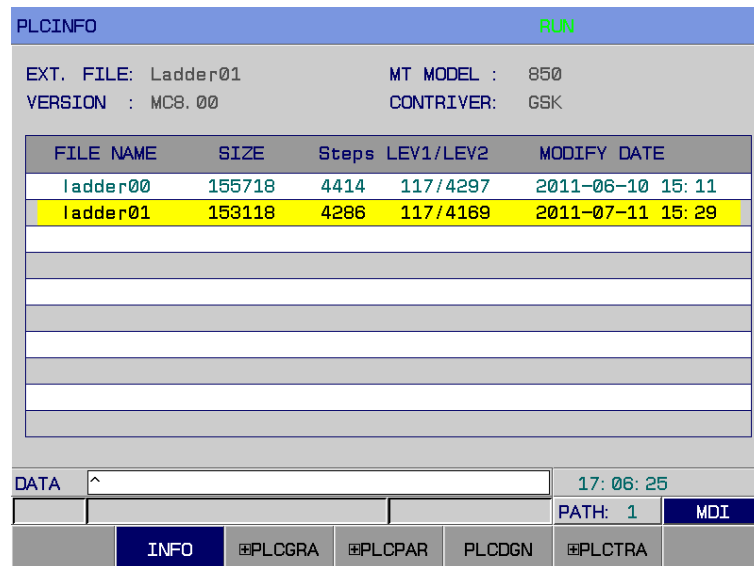 PLCINFO RUN
EXT. FILE: Ladder01 MT MODEL : 850
VERSION : MC8.00 CONTRIVER: GSK
FILE NAME SIZE Steps LEV1/LEV2 MODIFY DATE
ladder00 155718 4414 117/4297 2011-06-10 15:11
ladder01 153118 4286 117/4169 2011-07-11 15:29
DATA ^ 17:06:25
PATH: 1 MDI
INFO ⊞PLCGRA ⊞PLCPAR PLCDGN ⊞PLCTRA